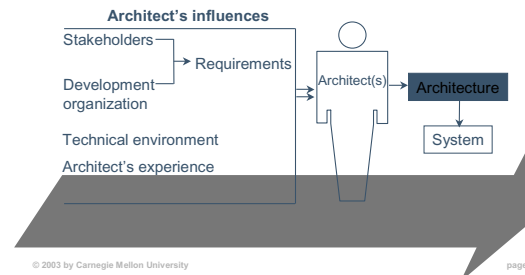 Architect's influences
Stakeholders
Requirements
Development
organization
Technical environment
Architect's experience
Architect(s)
Architecture
System
© 2003 by Carnegie Mellon University
page